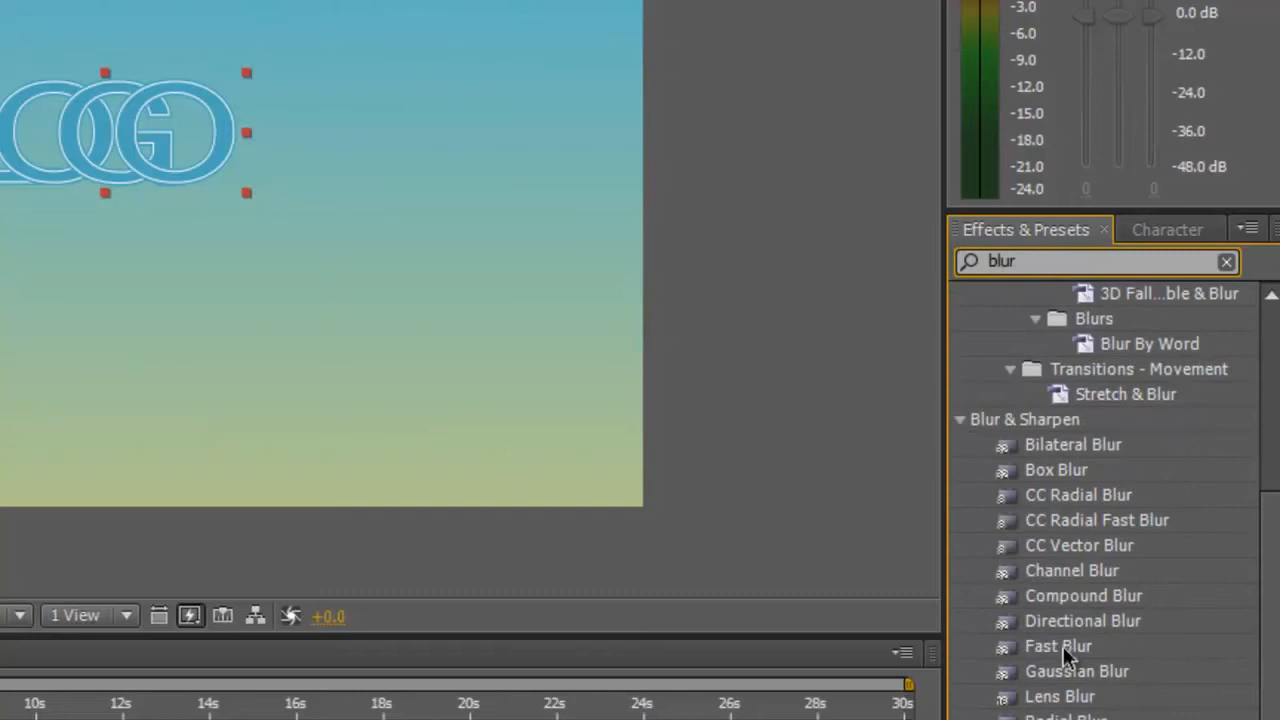 -3.0
0.0 dB
-6.0
-9.0
-12.0
-12.0
-24.0
-15.0
-18.0
-36.0
-21.0
-48.0 dB
-24.0
0
0
LOGO
Effects & Presets
Character
blur
3D Fall...ble & Blur
Blurs
Blur By Word
Transitions - Movement
Stretch & Blur
Blur & Sharpen
Bilateral Blur
Box Blur
CC Radial Blur
CC Radial Fast Blur
CC Vector Blur
Channel Blur
Compound Blur
Directional Blur
Fast Blur
Gaussian Blur
Lens Blur
Radial Blur
1 View
+0.0
10s
12s
14s
16s
18s
20s
22s
24s
26s
28s
30s